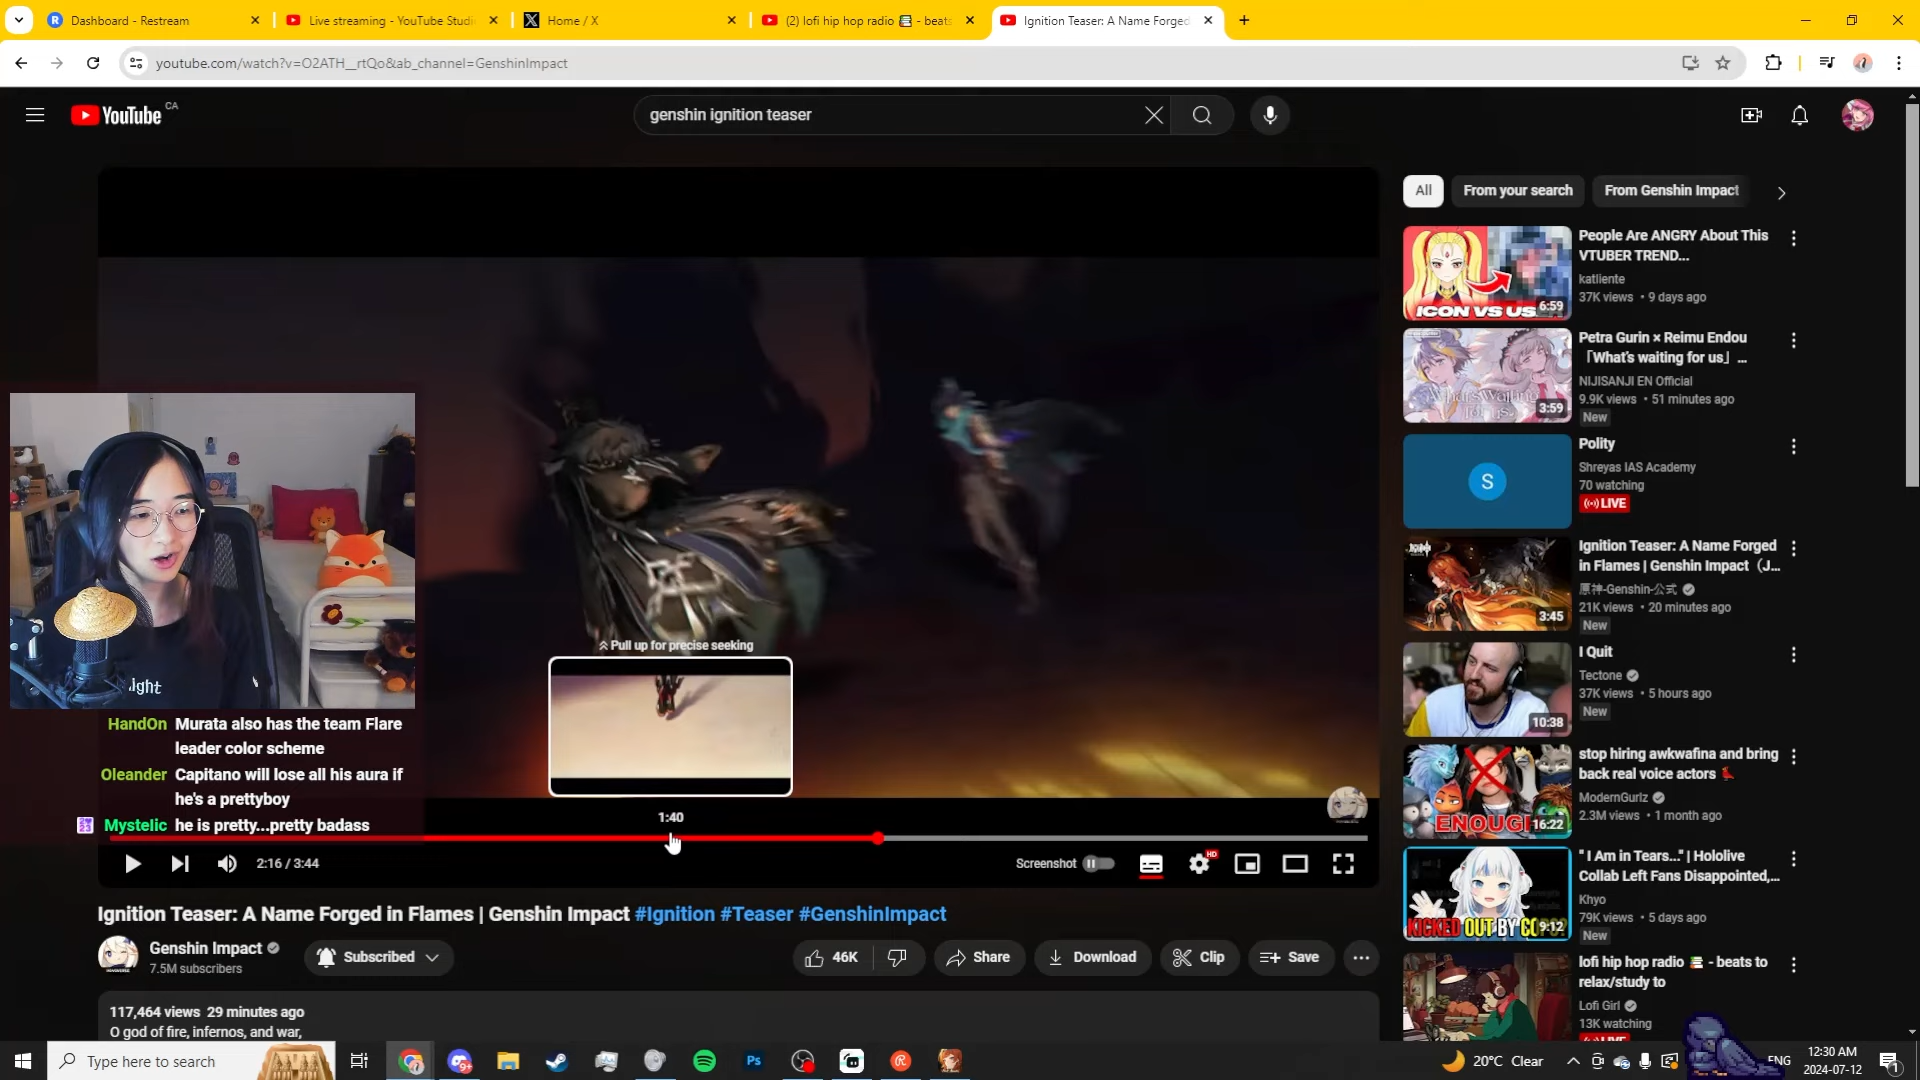 Dashboard - Restream
Live streaming - YouTube Studi
Home / X
(2) lofi hip hop radio 📚 - beats
Ignition Teaser: A Name Forged
youtube.com/watch?v=O2ATH__rtQo&ab_channel=GenshinImpact
YouTube CA
genshin ignition teaser
All
From your search
From Genshin Impact
People Are ANGRY About This
VTUBER TREND...
katliente
37K views • 9 days ago
ICON VS US
6:59
Petra Gurin × Reimu Endou
「What's waiting for us」 ...
NIJISANJI EN Official
9.9K views • 51 minutes ago
New
3:59
Polity
Shreyas IAS Academy
70 watching
LIVE
S
Ignition Teaser: A Name Forged
in Flames | Genshin Impact（J...
原神-Genshin-公式
21K views • 20 minutes ago
New
3:45
I Quit
Tectone
37K views • 5 hours ago
New
10:38
stop hiring awkwafina and bring
back real voice actors 💃
ModernGurlz
2.3M views • 1 month ago
ENOUGH
16:22
" I Am in Tears..." | Hololive
Collab Left Fans Disappointed,...
Khyo
79K views • 5 days ago
New
KICKED OUT BY
9:12
lofi hip hop radio 📚 - beats to
relax/study to
Lofi Girl
13K watching
LIVE
HandOn Murata also has the team Flare
leader color scheme
Oleander Capitano will lose all his aura if
he's a prettyboy
Mystelic he is pretty...pretty badass
Pull up for precise seeking
1:40
2:16 / 3:44
Screenshot
HD
Ignition Teaser: A Name Forged in Flames | Genshin Impact #Ignition #Teaser #GenshinImpact
Genshin Impact
7.5M subscribers
Subscribed
46K
Share
Download
Clip
Save
117,464 views 29 minutes ago
O god of fire, infernos, and war,
Type here to search
Ps
20°C Clear
ENG
12:30 AM
2024-07-12
1